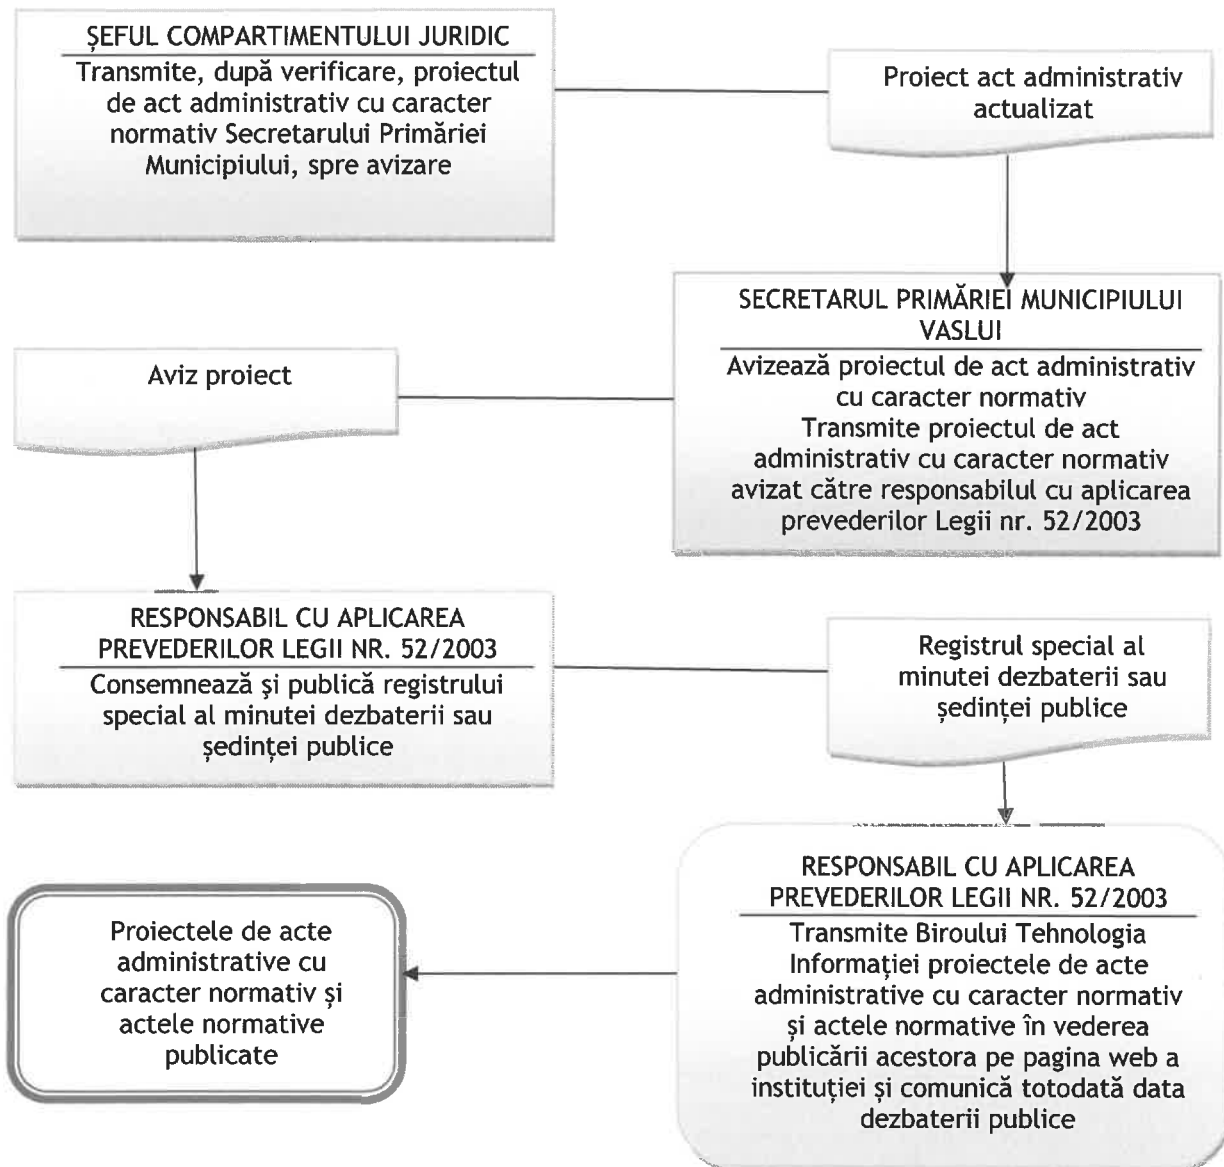 ȘEFUL COMPARTIMENTULUI JURIDIC
Transmite, după verificare, proiectul
de act administrativ cu caracter
normativ Secretarului Primăriei
Municipiului, spre avizare
Proiect act administrativ
actualizat
SECRETARUL PRIMĂRIEI MUNICIPIULUI
VASLUI
Avizează proiectul de act administrativ
cu caracter normativ
Transmite proiectul de act
administrativ cu caracter normativ
avizat către responsabilul cu aplicarea
prevederilor Legii nr. 52/2003
Aviz proiect
RESPONSABIL CU APLICAREA
PREVEDERILOR LEGII NR. 52/2003
Consemnează și publică registrului
special al minutei dezbaterii sau
ședinței publice
Registrul special al
minutei dezbaterii sau
ședinței publice
RESPONSABIL CU APLICAREA
PREVEDERILOR LEGII NR. 52/2003
Transmite Biroului Tehnologia
Informației proiectele de acte
administrative cu caracter normativ
și actele normative în vederea
publicării acestora pe pagina web a
instituției și comunică totodată data
dezbaterii publice
Proiectele de acte
administrative cu
caracter normativ și
actele normative
publicate